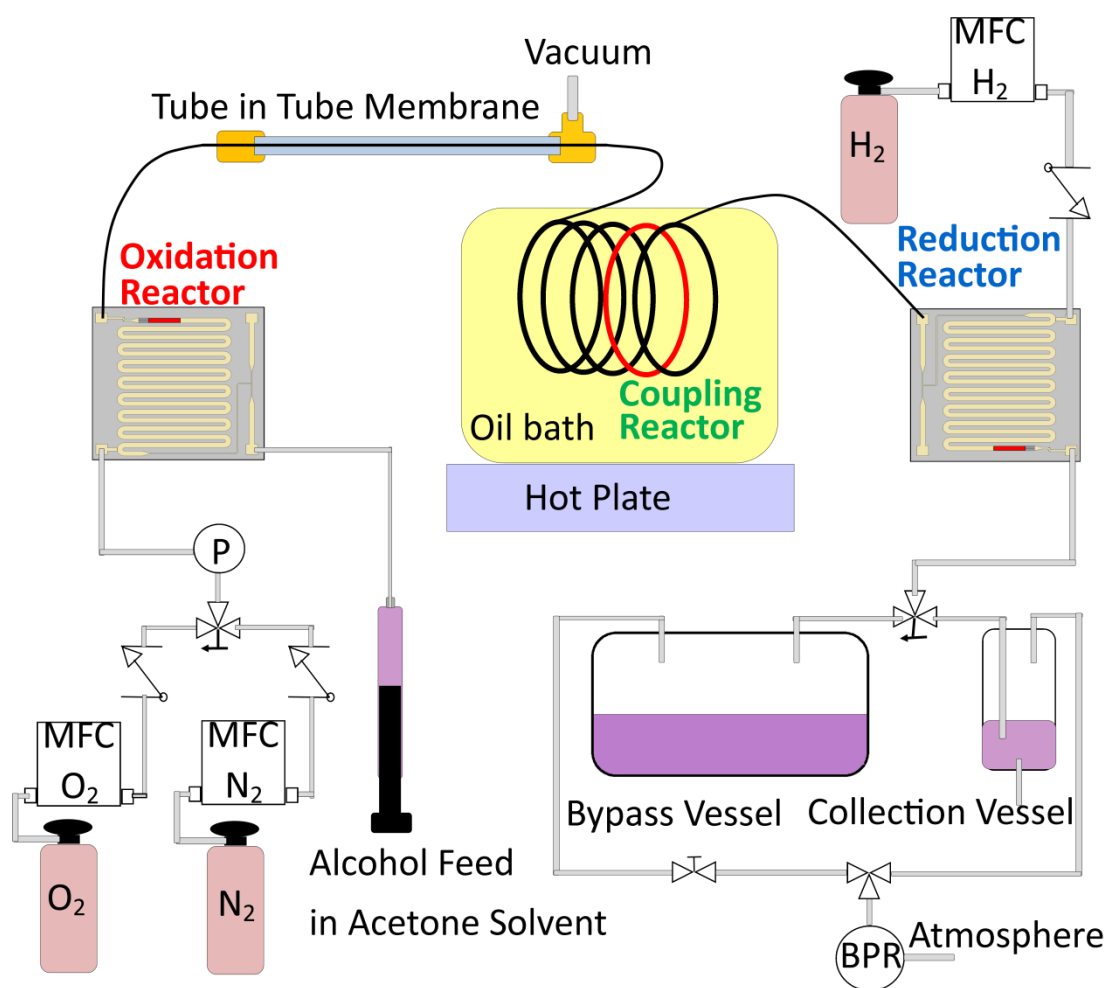 Vacuum
Tube in Tube Membrane
MFC
H₂
H₂
Oxidation
Reactor
Reduction
Reactor
Coupling
Reactor
Oil bath
Hot Plate
P
MFC
O₂
MFC
N₂
O₂
N₂
Alcohol Feed
in Acetone Solvent
Bypass Vessel
Collection Vessel
BPR
Atmosphere